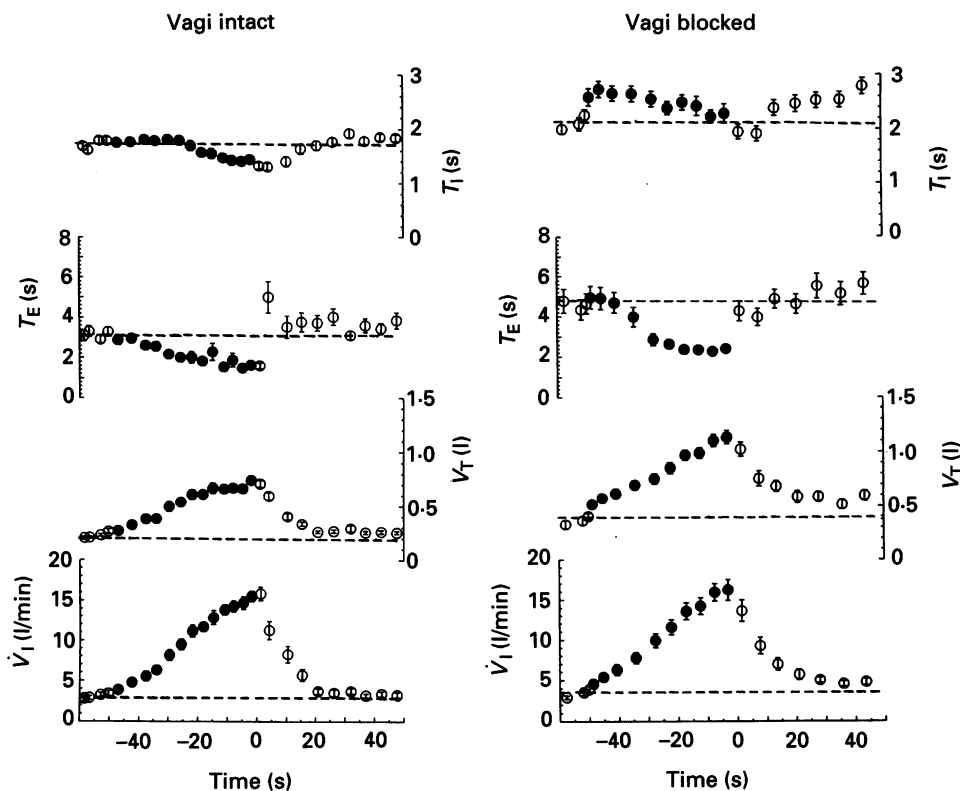 Vagi intact
Vagi blocked
3
2
1
0
T_I (s)
3
2
1
0
T_I (s)
8
6
4
2
0
T_E (s)
8
6
4
2
0
T_E (s)
1·5
1·0
0·5
0
V_T (l)
1·5
1·0
0·5
0
V_T (l)
20
15
10
5
0
V̇_I (l/min)
20
15
10
5
0
V̇_I (l/min)
−40 −20 0 20 40
−40 −20 0 20 40
Time (s)
Time (s)